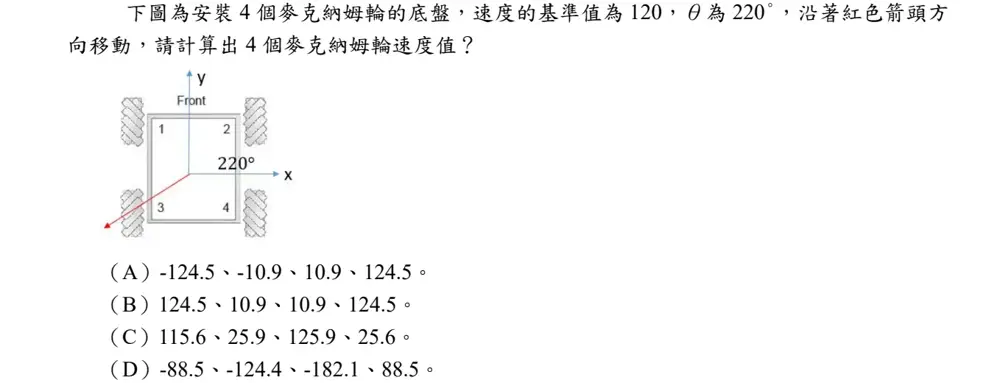 下圖為安裝 4 個麥克納姆輪的底盤，速度的基準值為 120，θ 為 220°，沿著紅色箭頭方
向移動，請計算出 4 個麥克納姆輪速度值？
y
Front
1 2
220°
x
3 4
（A）-124.5、-10.9、10.9、124.5。
（B）124.5、10.9、10.9、124.5。
（C）115.6、25.9、125.9、25.6。
（D）-88.5、-124.4、-182.1、88.5。